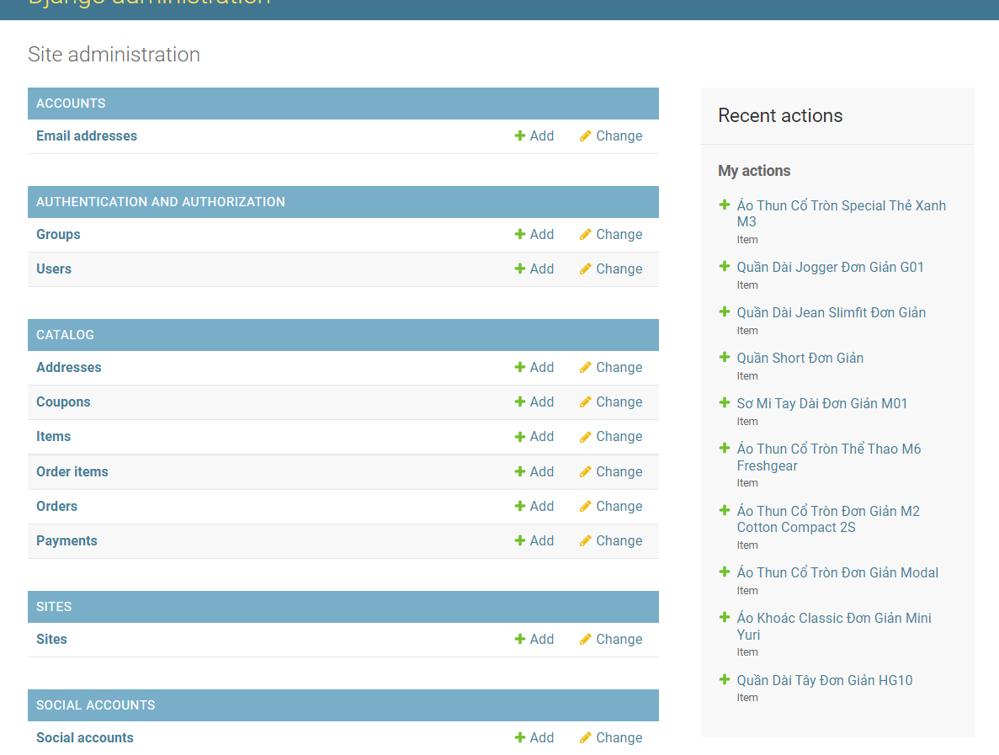 Django administration
Site administration
ACCOUNTS
Email addresses Add Change
AUTHENTICATION AND AUTHORIZATION
Groups Add Change
Users Add Change
CATALOG
Addresses Add Change
Coupons Add Change
Items Add Change
Order items Add Change
Orders Add Change
Payments Add Change
SITES
Sites Add Change
SOCIAL ACCOUNTS
Social accounts Add Change
Recent actions
My actions
Áo Thun Cổ Tròn Special Thẻ Xanh
M3
Item
Quần Dài Jogger Đơn Giản G01
Item
Quần Dài Jean Slimfit Đơn Giản
Item
Quần Short Đơn Giản
Item
Sơ Mi Tay Dài Đơn Giản M01
Item
Áo Thun Cổ Tròn Thể Thao M6
Freshgear
Item
Áo Thun Cổ Tròn Đơn Giản M2
Cotton Compact 2S
Item
Áo Thun Cổ Tròn Đơn Giản Modal
Item
Áo Khoác Classic Đơn Giản Mini
Yuri
Item
Quần Dài Tây Đơn Giản HG10
Item